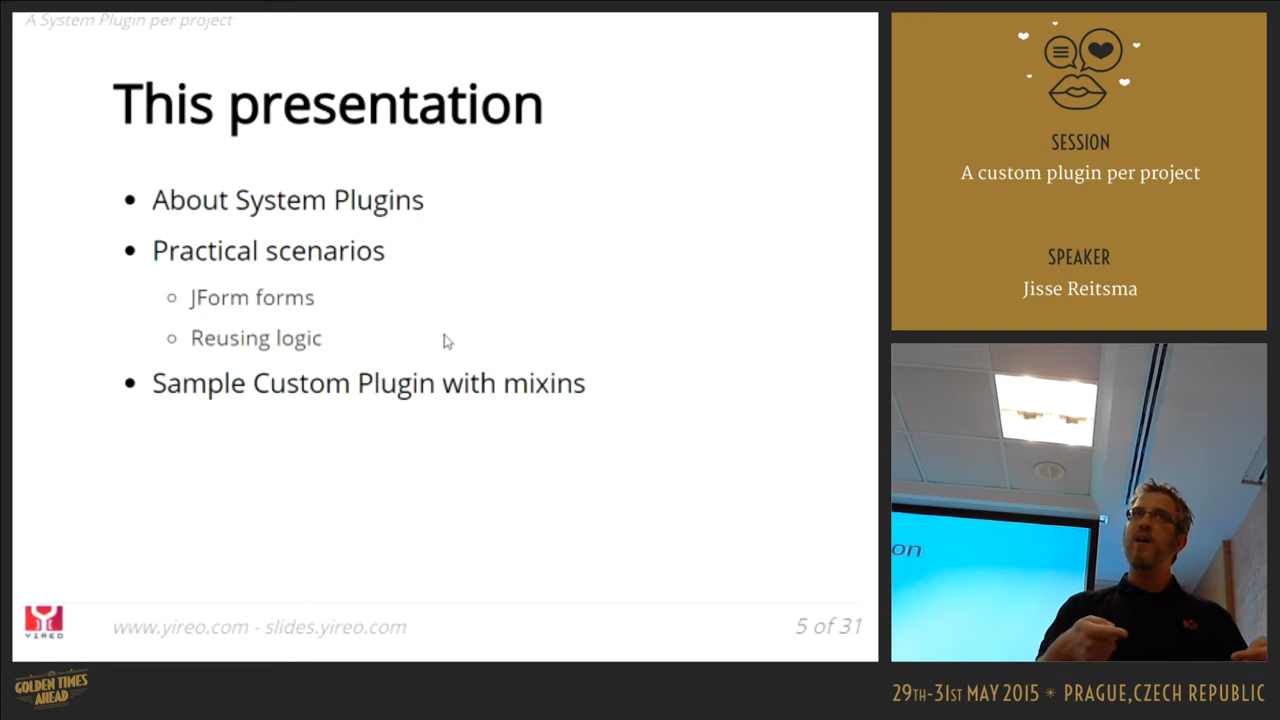 A System Plugin per project
This presentation
About System Plugins
Practical scenarios
JForm forms
Reusing logic
Sample Custom Plugin with mixins
YIREO
www.yireo.com - slides.yireo.com
5 of 31
SESSION
A custom plugin per project
SPEAKER
Jisse Reitsma
on
GOLDEN TIMES
AHEAD
29TH-31ST MAY 2015 * PRAGUE,CZECH REPUBLIC